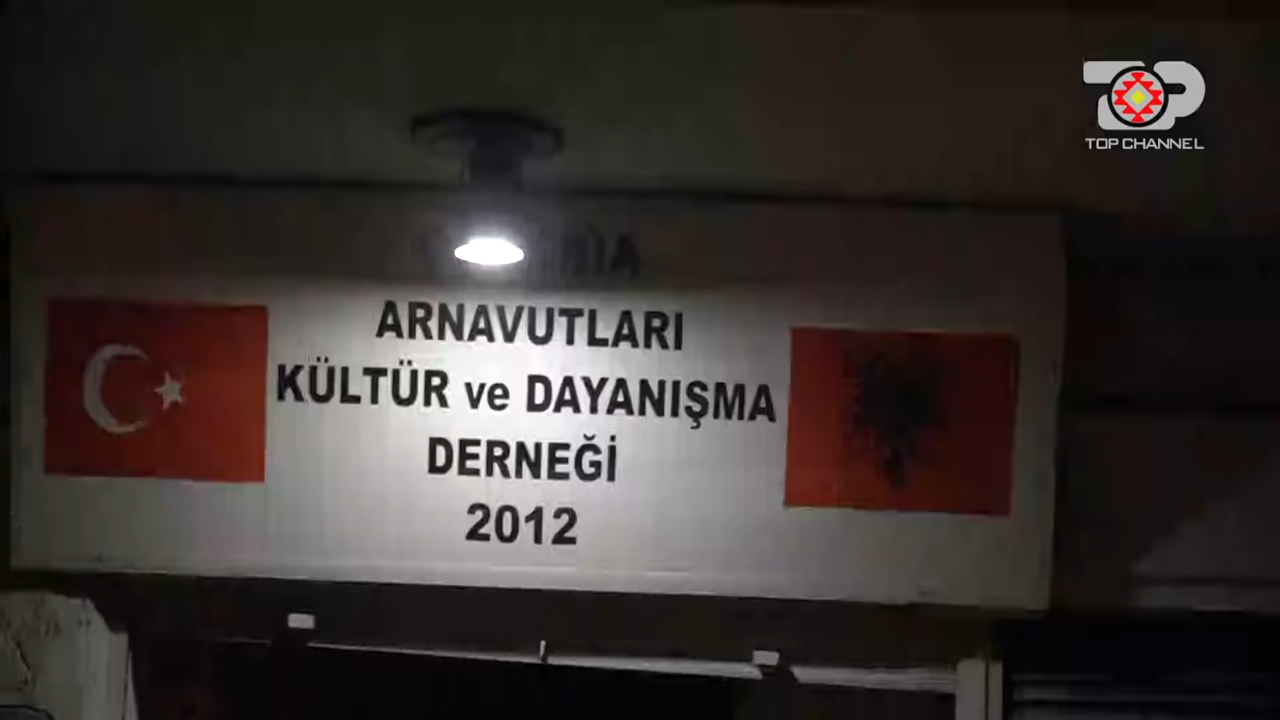 TOP CHANNEL
ARNAVUTLARI
KÜLTÜR ve DAYANIŞMA
DERNEĞİ
2012